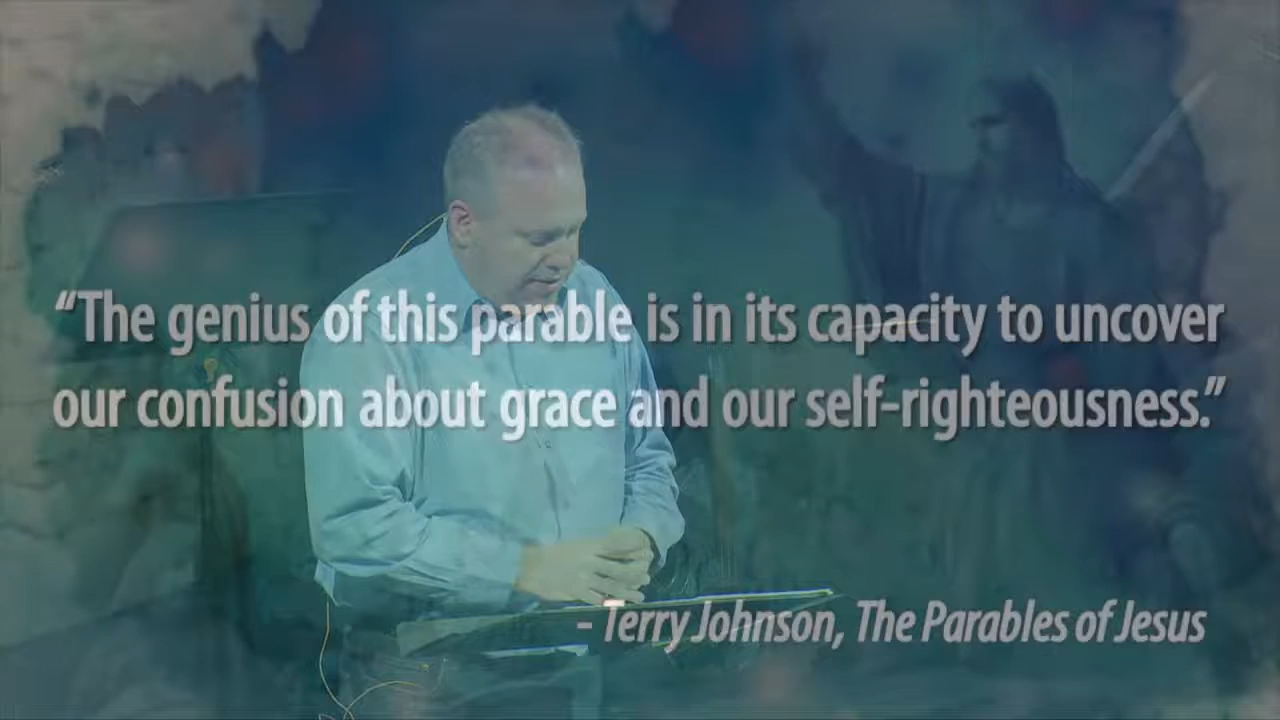 “The genius of this parable is in its capacity to uncover
our confusion about grace and our self-righteousness.”
– Terry Johnson, The Parables of Jesus